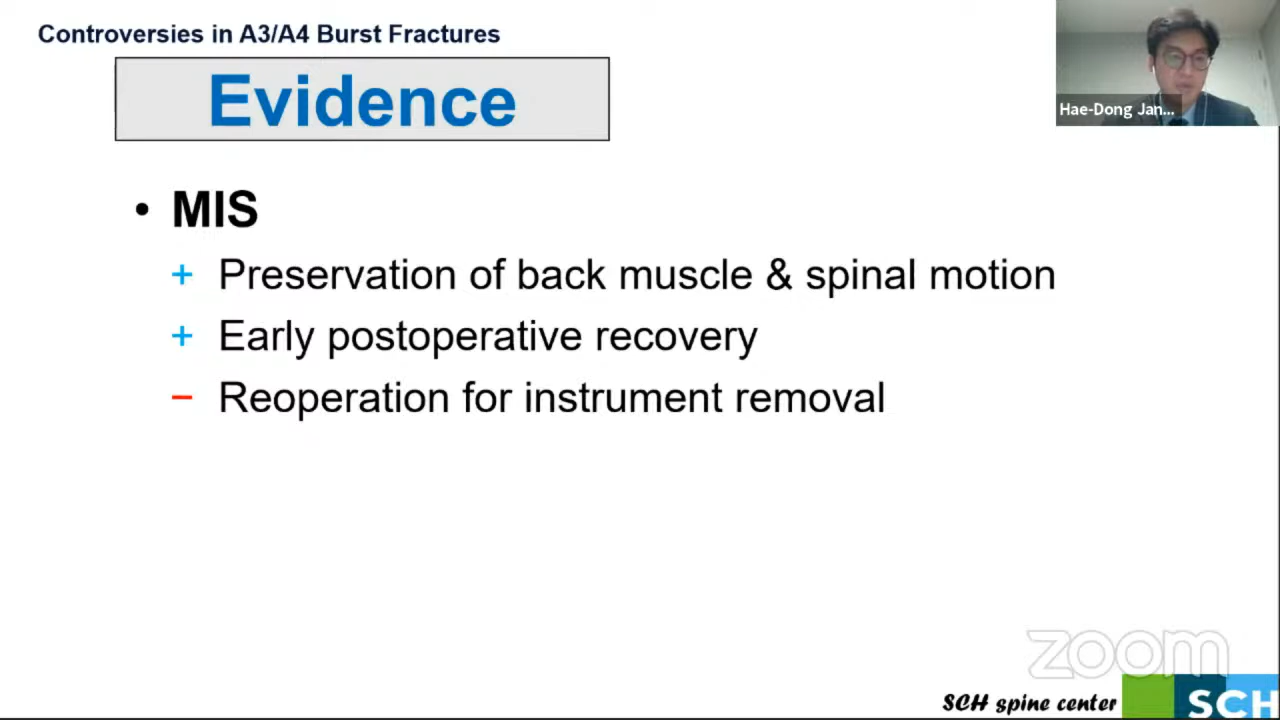 Controversies in A3/A4 Burst Fractures
Evidence
Hae-Dong Jan...
• MIS
+ Preservation of back muscle & spinal motion
+ Early postoperative recovery
− Reoperation for instrument removal
zoom
SCH spine center
SCH